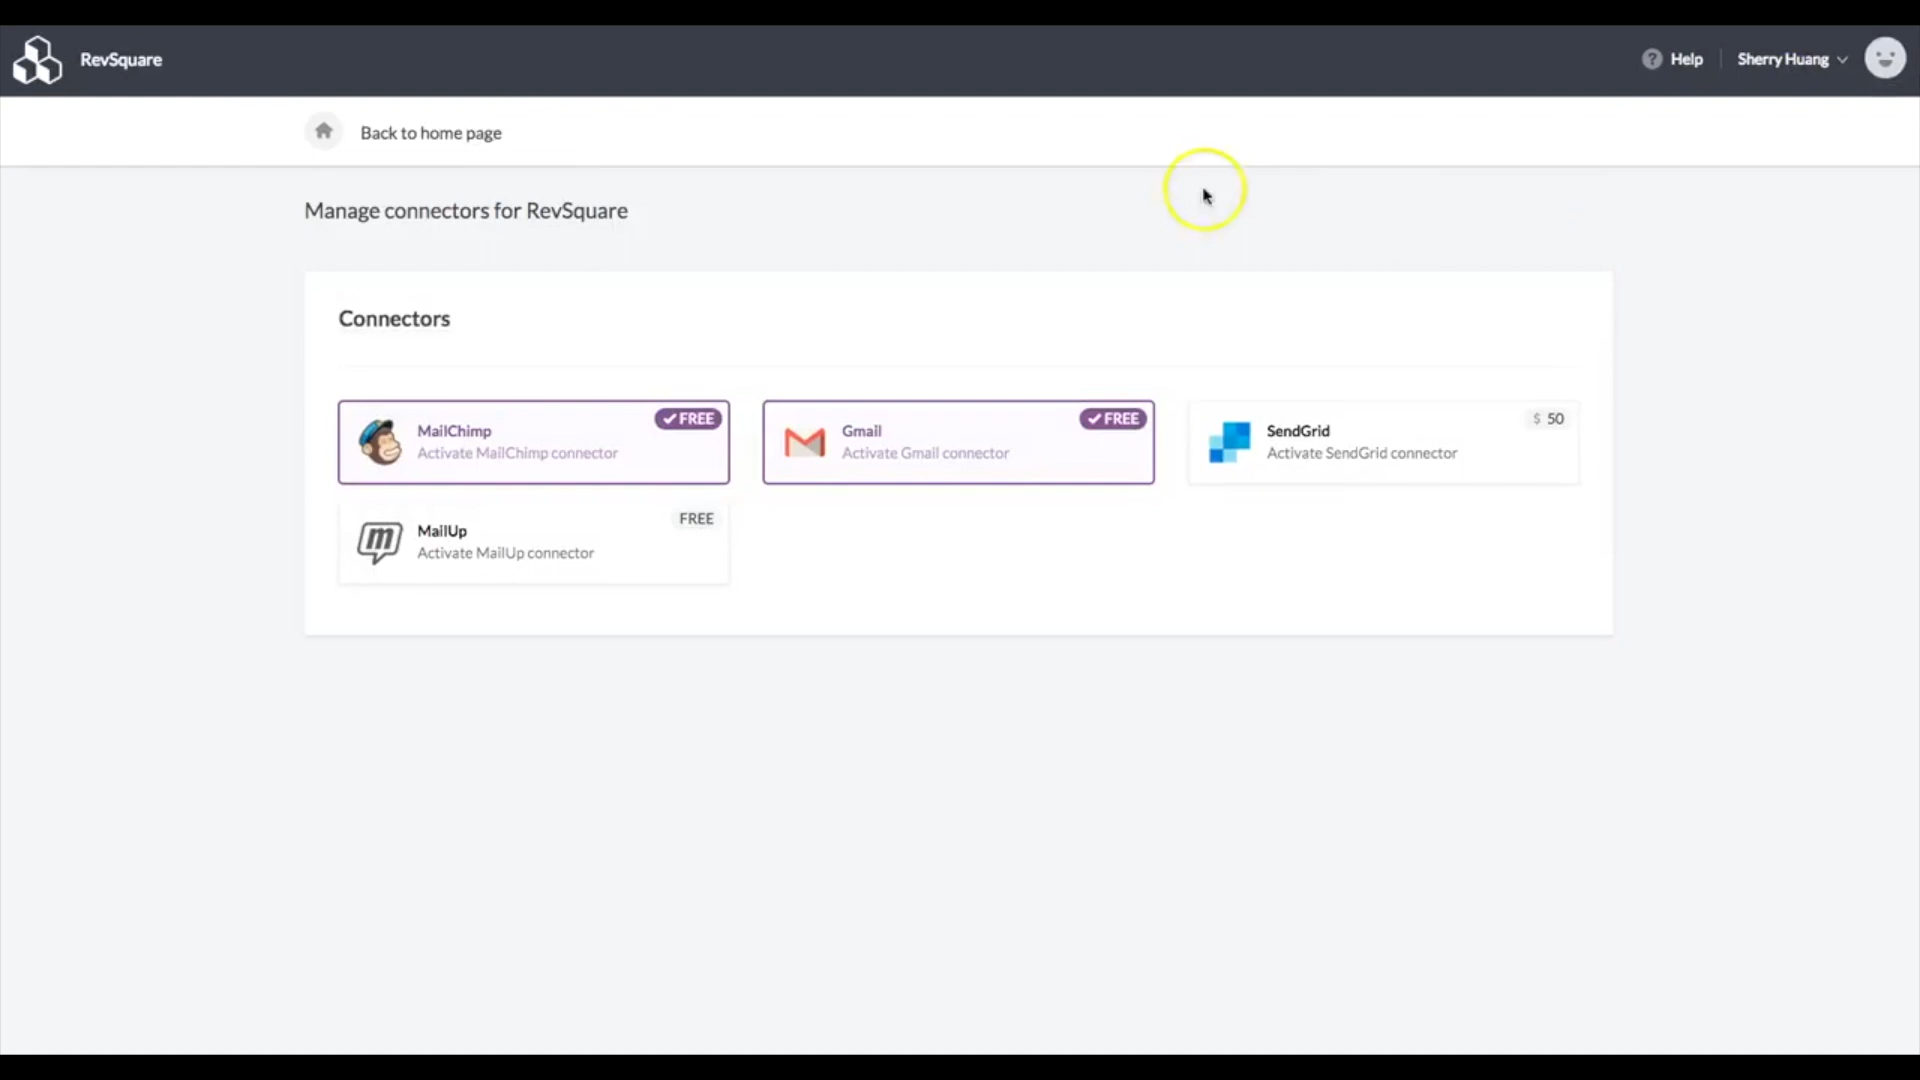 RevSquare
? Help
Sherry Huang
Back to home page
Manage connectors for RevSquare
Connectors
FREE
MailChimp
Activate MailChimp connector
FREE
Gmail
Activate Gmail connector
$ 50
SendGrid
Activate SendGrid connector
FREE
m
MailUp
Activate MailUp connector